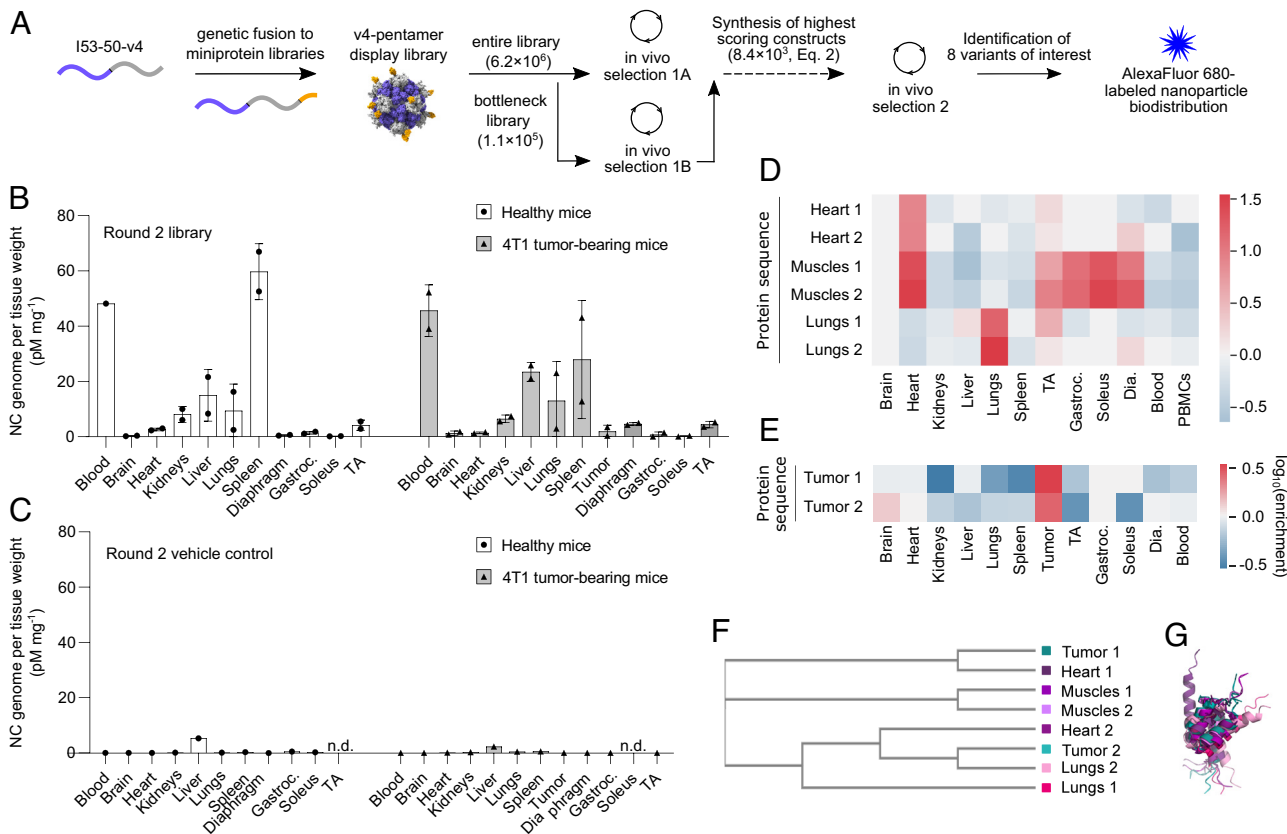 A
I53-50-v4
genetic fusion to
miniprotein libraries
v4-pentamer
display library
entire library
(6.2×10⁶)
bottleneck
library
(1.1×10⁵)
in vivo
selection 1A
in vivo
selection 1B
Synthesis of highest
scoring constructs
(8.4×10³, Eq. 2)
in vivo
selection 2
Identification of
8 variants of interest
AlexaFluor 680-
labeled nanoparticle
biodistribution
B
NC genome per tissue weight
(pM mg⁻¹)
80
60
40
20
0
Round 2 library
Healthy mice
4T1 tumor-bearing mice
Blood
Brain
Heart
Kidneys
Liver
Lungs
Spleen
Diaphragm
Gastroc.
Soleus
TA
Blood
Brain
Heart
Kidneys
Liver
Lungs
Spleen
Tumor
Diaphragm
Gastroc.
Soleus
TA
C
NC genome per tissue weight
(pM mg⁻¹)
80
60
40
20
0
Round 2 vehicle control
Healthy mice
4T1 tumor-bearing mice
n.d.
n.d.
Blood
Brain
Heart
Kidneys
Liver
Lungs
Spleen
Diaphragm
Gastroc.
Soleus
TA
Blood
Brain
Heart
Kidneys
Liver
Lungs
Spleen
Tumor
Dia phragm
Gastroc.
Soleus
TA
D
Protein sequence
Heart 1
Heart 2
Muscles 1
Muscles 2
Lungs 1
Lungs 2
Brain
Heart
Kidneys
Liver
Lungs
Spleen
TA
Gastroc.
Soleus
Dia.
Blood
PBMCs
1.5
1.0
0.5
0.0
-0.5
E
Protein
sequence
Tumor 1
Tumor 2
Brain
Heart
Kidneys
Liver
Lungs
Spleen
Tumor
TA
Gastroc.
Soleus
Dia.
Blood
0.5
0.0
-0.5
log₁₀(enrichment)
F
Tumor 1
Heart 1
Muscles 1
Muscles 2
Heart 2
Tumor 2
Lungs 2
Lungs 1
G